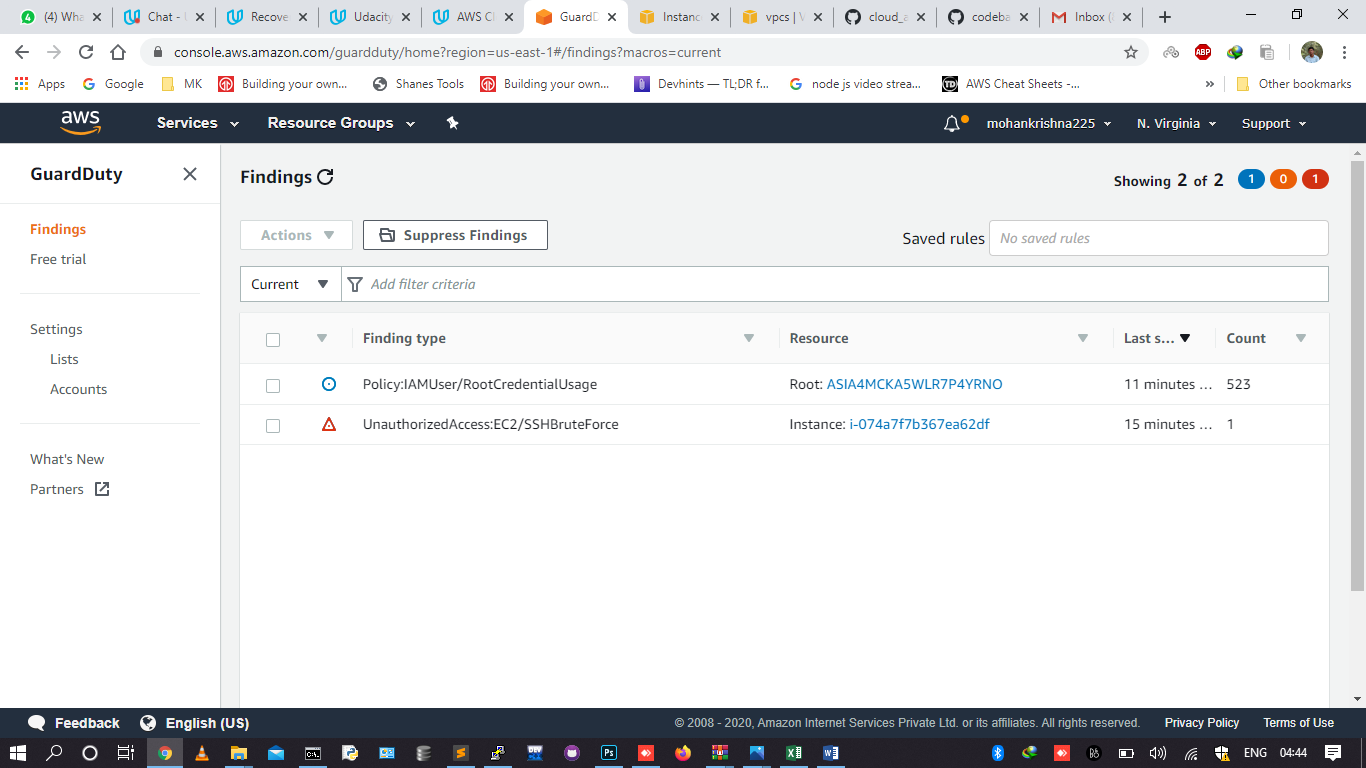 (4) Wha
Chat -
Recove
Udacity
AWS Cl
GuardD
Instanc
vpcs | V
cloud_a
codeba
Inbox (
console.aws.amazon.com/guardduty/home?region=us-east-1#/findings?macros=current
ABP
Apps
Google
MK
Building your own...
Shanes Tools
Building your own...
Devhints — TL;DR f...
node js video strea...
AWS Cheat Sheets -...
»
Other bookmarks
aws
Services
Resource Groups
mohankrishna225
N. Virginia
Support
GuardDuty
Findings
Free trial
Settings
Lists
Accounts
What's New
Partners
Findings
Showing 2 of 2 1 0 1
Actions
Suppress Findings
Saved rules
No saved rules
Current
Add filter criteria
Finding type Resource Last s... Count
Policy:IAMUser/RootCredentialUsage Root: ASIA4MCKA5WLR7P4YRNO 11 minutes ... 523
UnauthorizedAccess:EC2/SSHBruteForce Instance: i-074a7f7b367ea62df 15 minutes ... 1
Feedback
English (US)
© 2008 - 2020, Amazon Internet Services Private Ltd. or its affiliates. All rights reserved.
Privacy Policy
Terms of Use
ENG
04:44